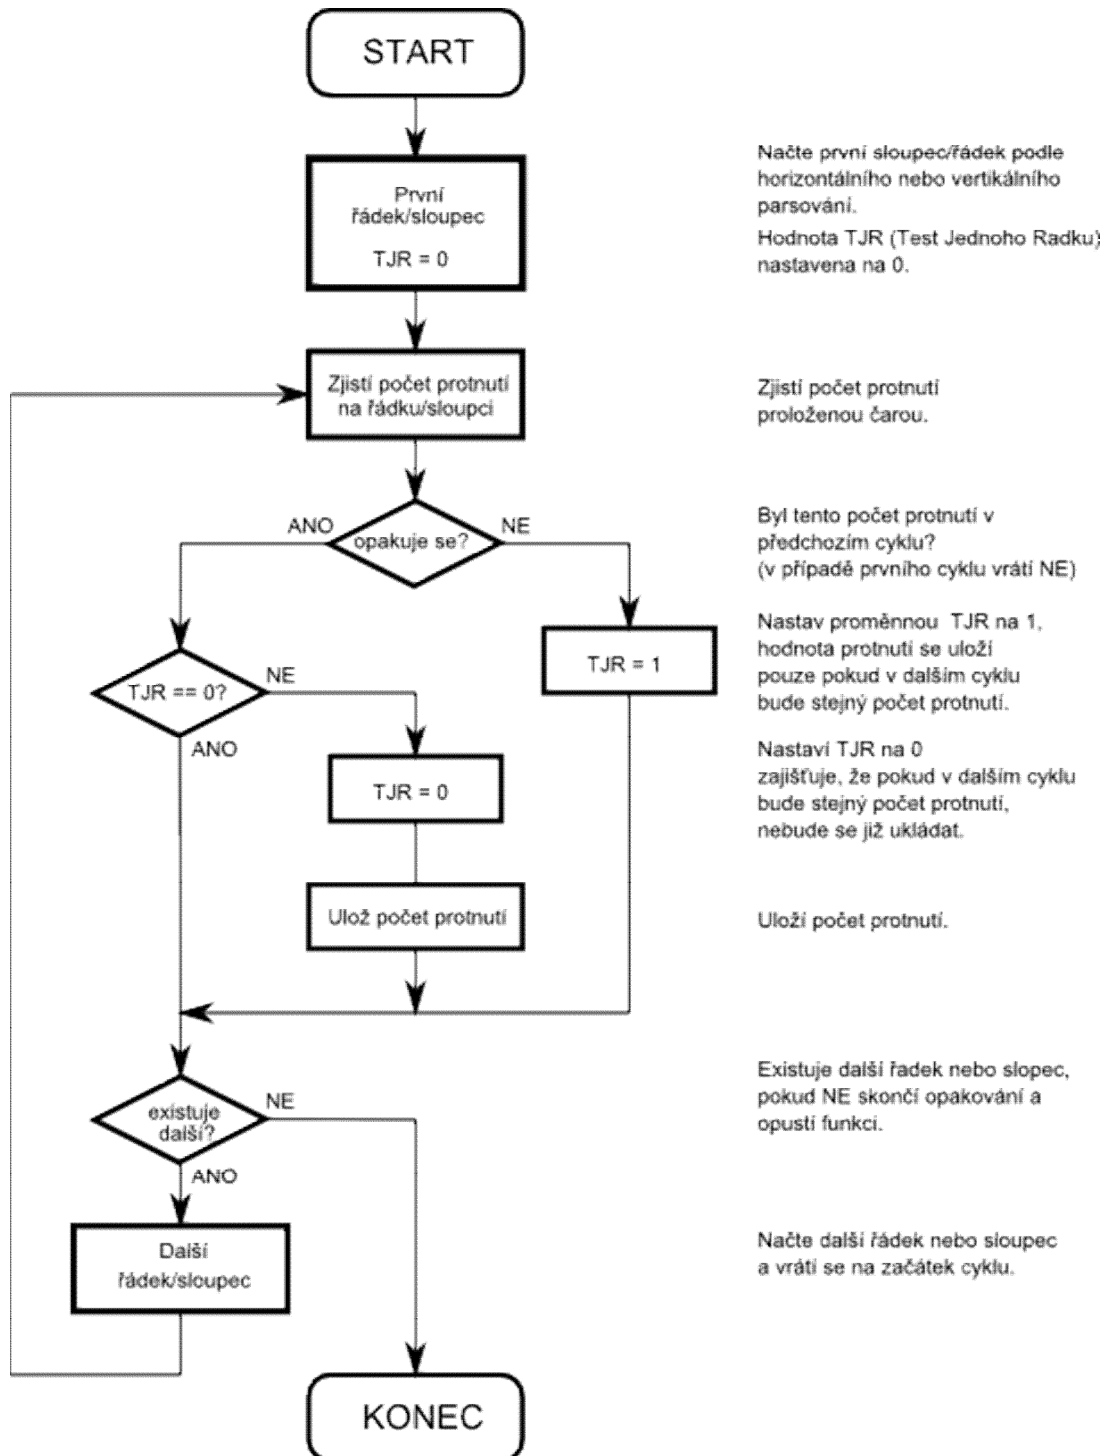 START
První
řádek/sloupec
TJR = 0
Načte první sloupec/řádek podle
horizontálního nebo vertikálního
parsování.
Hodnota TJR (Test Jednoho Radku)
nastavena na 0.
Zjistí počet protnutí
na řádku/sloupci
Zjistí počet protnutí
proloženou čarou.
ANO
opakuje se?
NE
Byl tento počet protnutí v
předchozím cyklu?
(v případě prvního cyklu vrátí NE)
TJR = 1
Nastav proměnnou TJR na 1,
hodnota protnutí se uloží
pouze pokud v dalším cyklu
bude stejný počet protnutí.
TJR == 0?
NE
ANO
TJR = 0
Nastaví TJR na 0
zajišťuje, že pokud v dalším cyklu
bude stejný počet protnutí,
nebude se již ukládat.
Ulož počet protnutí
Uloží počet protnutí.
existuje
další?
NE
ANO
Existuje další řadek nebo slopec,
pokud NE skončí opakování a
opustí funkci.
Další
řádek/sloupec
Načte další řádek nebo sloupec
a vrátí se na začátek cyklu.
KONEC